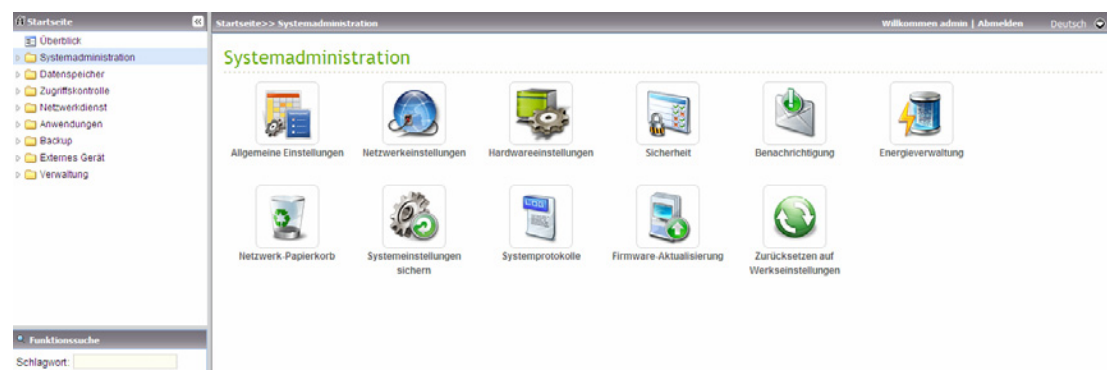 Startseite
Überblick
Systemadministration
Datenspeicher
Zugriffskontrolle
Netzwerkdienst
Anwendungen
Backup
Externes Gerät
Verwaltung
Funktionssuche
Schlagwort:
Startseite>> Systemadministration
Willkommen admin | Abmelden
Deutsch
Systemadministration
Allgemeine Einstellungen
Netzwerkeinstellungen
Hardwareeinstellungen
Sicherheit
Benachrichtigung
Energieverwaltung
Netzwerk-Papierkorb
Systemeinstellungen
sichern
LOG
Systemprotokolle
Firmware-Aktualisierung
Zurücksetzen auf
Werkseinstellungen